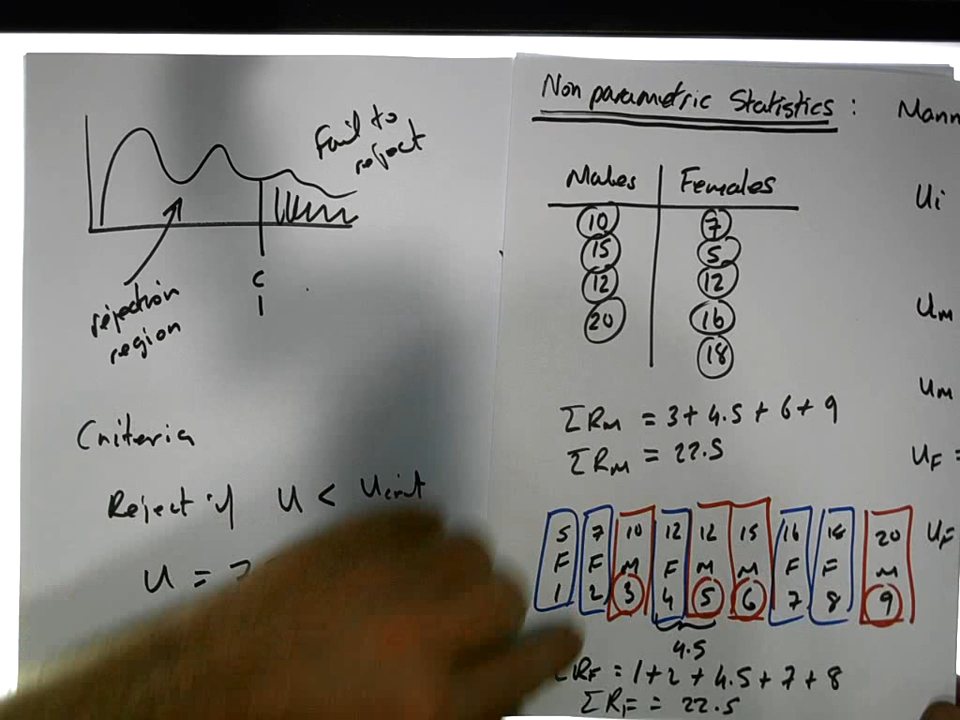 Fail to
reject
rejection
region
C
1
Criteria
Reject if U < Ucrit
U =
Non parametric Statistics : Mann
Males Females
10 7
15 5
12 12
20 16
18
ΣRM = 3 + 4.5 + 6 + 9
ΣRM = 22.5
5 7 10 12 12 15 16 18 20
F F M F M M F F M
1 2 3 4 5 6 7 8 9
4.5
ΣRF = 1 + 2 + 4.5 + 7 + 8
ΣRF = 22.5
Ui
UM
UM
UF =
UF